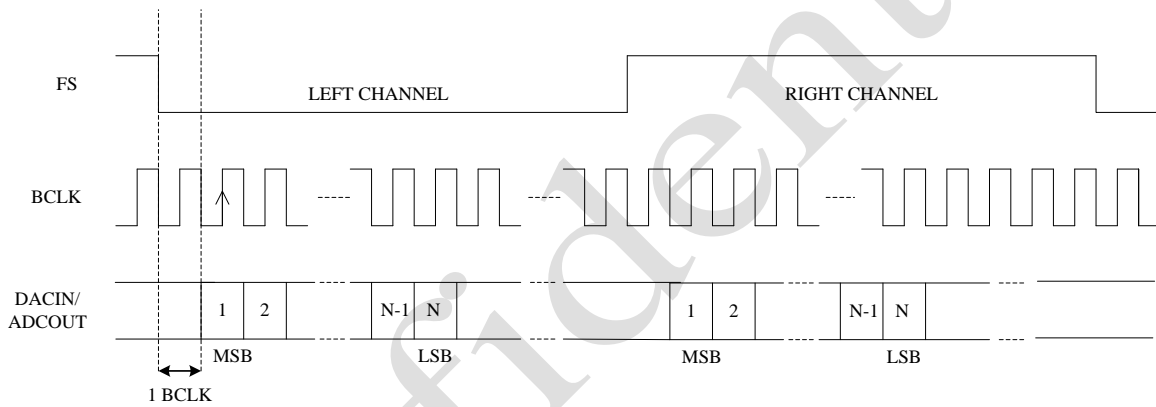 FS
LEFT CHANNEL
RIGHT CHANNEL
BCLK
DACIN/
ADCOUT
1
2
N-1
N
1
2
N-1
N
MSB
LSB
MSB
LSB
1 BCLK